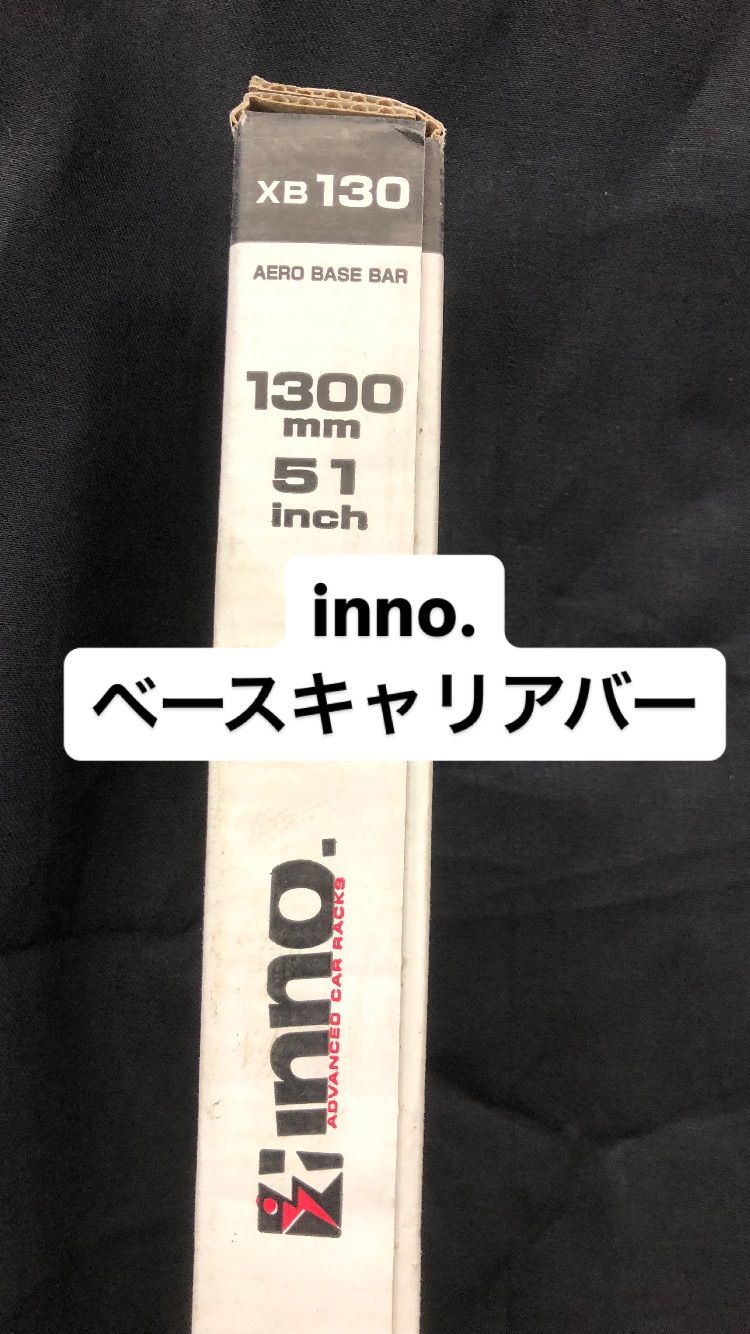 XB 130
AERO BASE BAR
1300
mm
51
inch
inno.
ベースキャリアバー
inno.
ADVANCED CAR RACKS